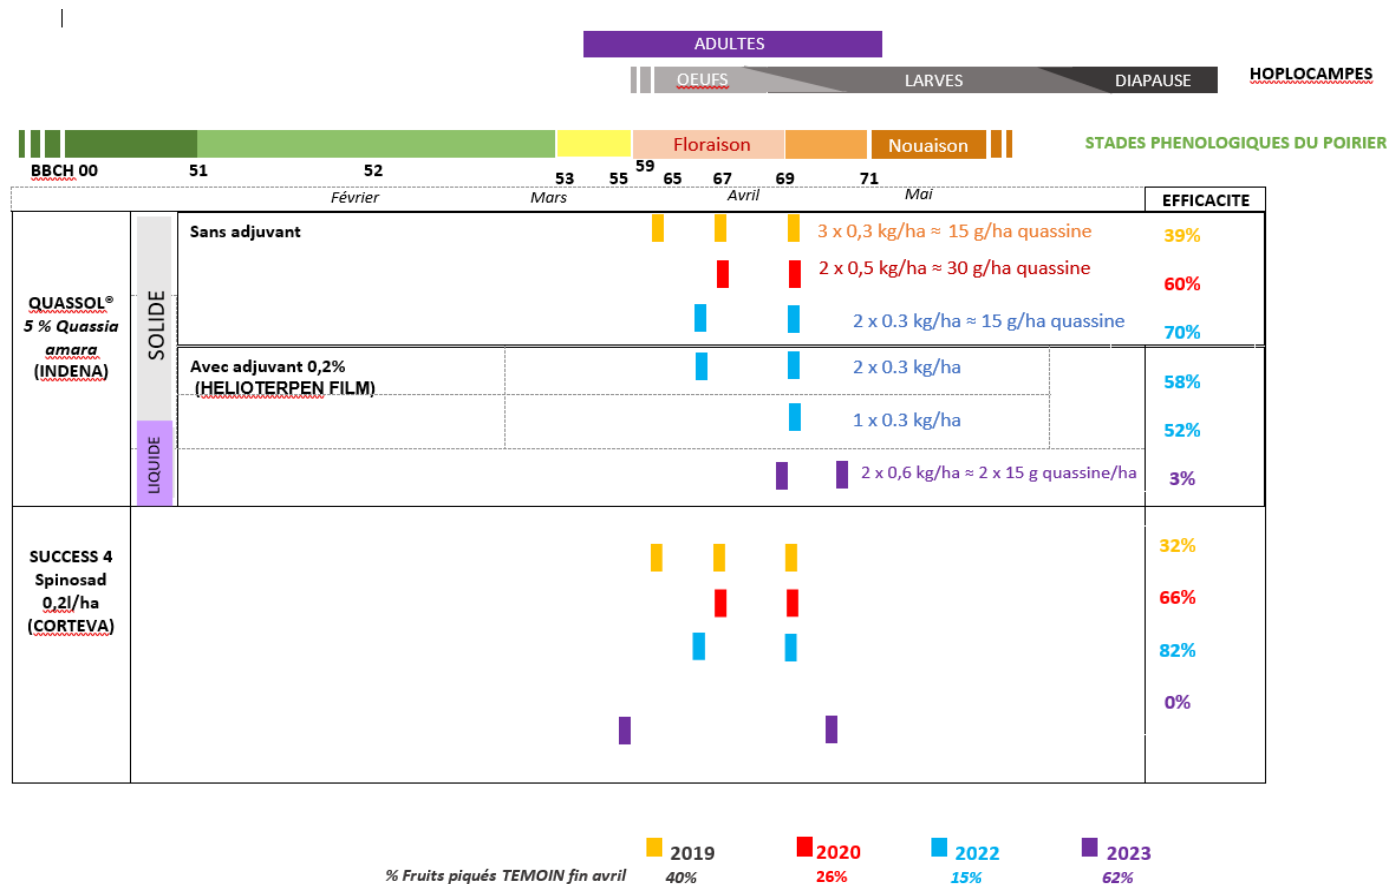 ADULTES
OEUFS LARVES DIAPAUSE HOPLOCAMPES
Floraison Nouaison STADES PHENOLOGIQUES DU POIRIER
BBCH 00 51 52 53 55 59 65 67 69 71
Février Mars Avril Mai EFFICACITE
QUASSOL®
5 % Quassia
amara
(INDENA)
SOLIDE
LIQUIDE
Sans adjuvant
3 x 0,3 kg/ha ≈ 15 g/ha quassine 39%
2 x 0,5 kg/ha ≈ 30 g/ha quassine 60%
2 x 0.3 kg/ha ≈ 15 g/ha quassine 70%
Avec adjuvant 0,2%
(HELIOTERPEN FILM)
2 x 0.3 kg/ha 58%
1 x 0.3 kg/ha 52%
2 x 0,6 kg/ha ≈ 2 x 15 g quassine/ha 3%
SUCCESS 4
Spinosad
0,2l/ha
(CORTEVA)
32%
66%
82%
0%
2019 2020 2022 2023
% Fruits piqués TEMOIN fin avril 40% 26% 15% 62%